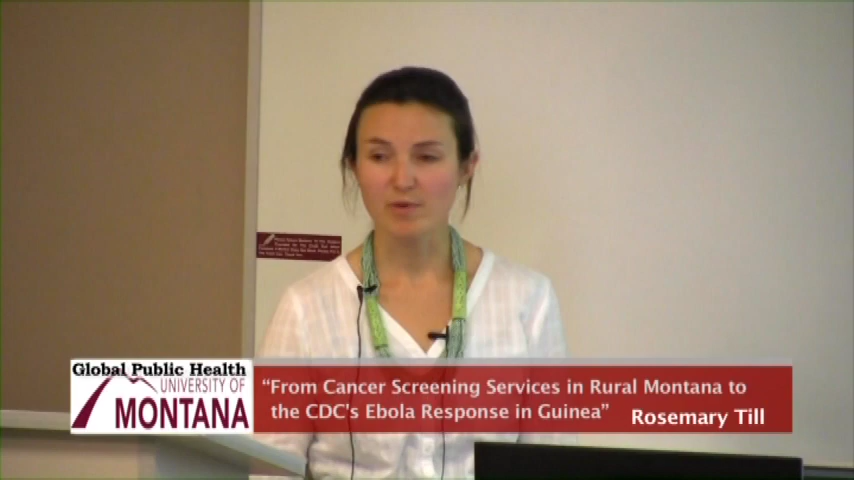 Global Public Health
UNIVERSITY OF
MONTANA
“From Cancer Screening Services in Rural Montana to
the CDC's Ebola Response in Guinea”
Rosemary Till